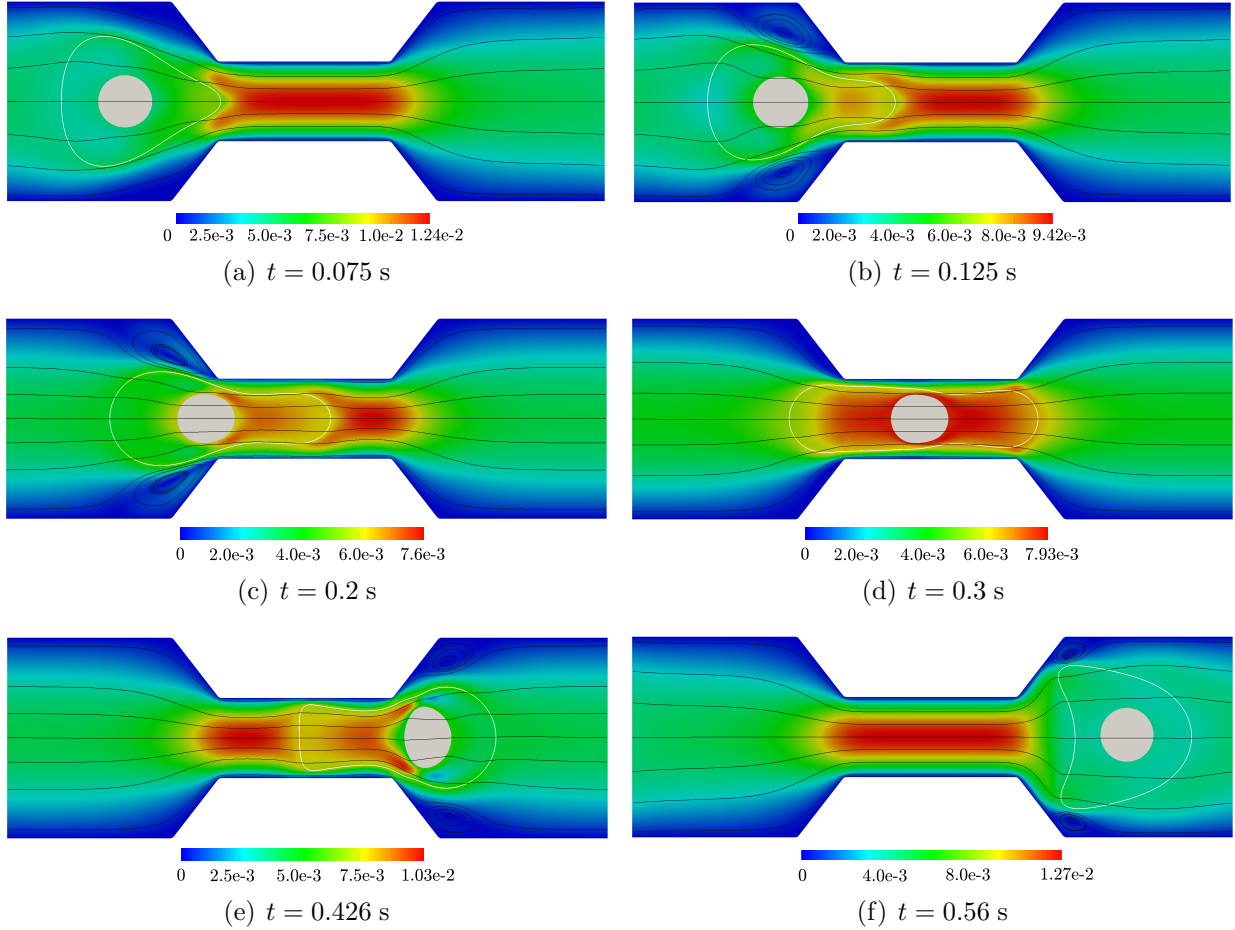 0 2.5e-3 5.0e-3 7.5e-3 1.0e-2 1.24e-2
(a) t = 0.075 s
0 2.0e-3 4.0e-3 6.0e-3 8.0e-3 9.42e-3
(b) t = 0.125 s
0 2.0e-3 4.0e-3 6.0e-3 7.6e-3
(c) t = 0.2 s
0 2.0e-3 4.0e-3 6.0e-3 7.93e-3
(d) t = 0.3 s
0 2.5e-3 5.0e-3 7.5e-3 1.03e-2
(e) t = 0.426 s
0 4.0e-3 8.0e-3 1.27e-2
(f) t = 0.56 s